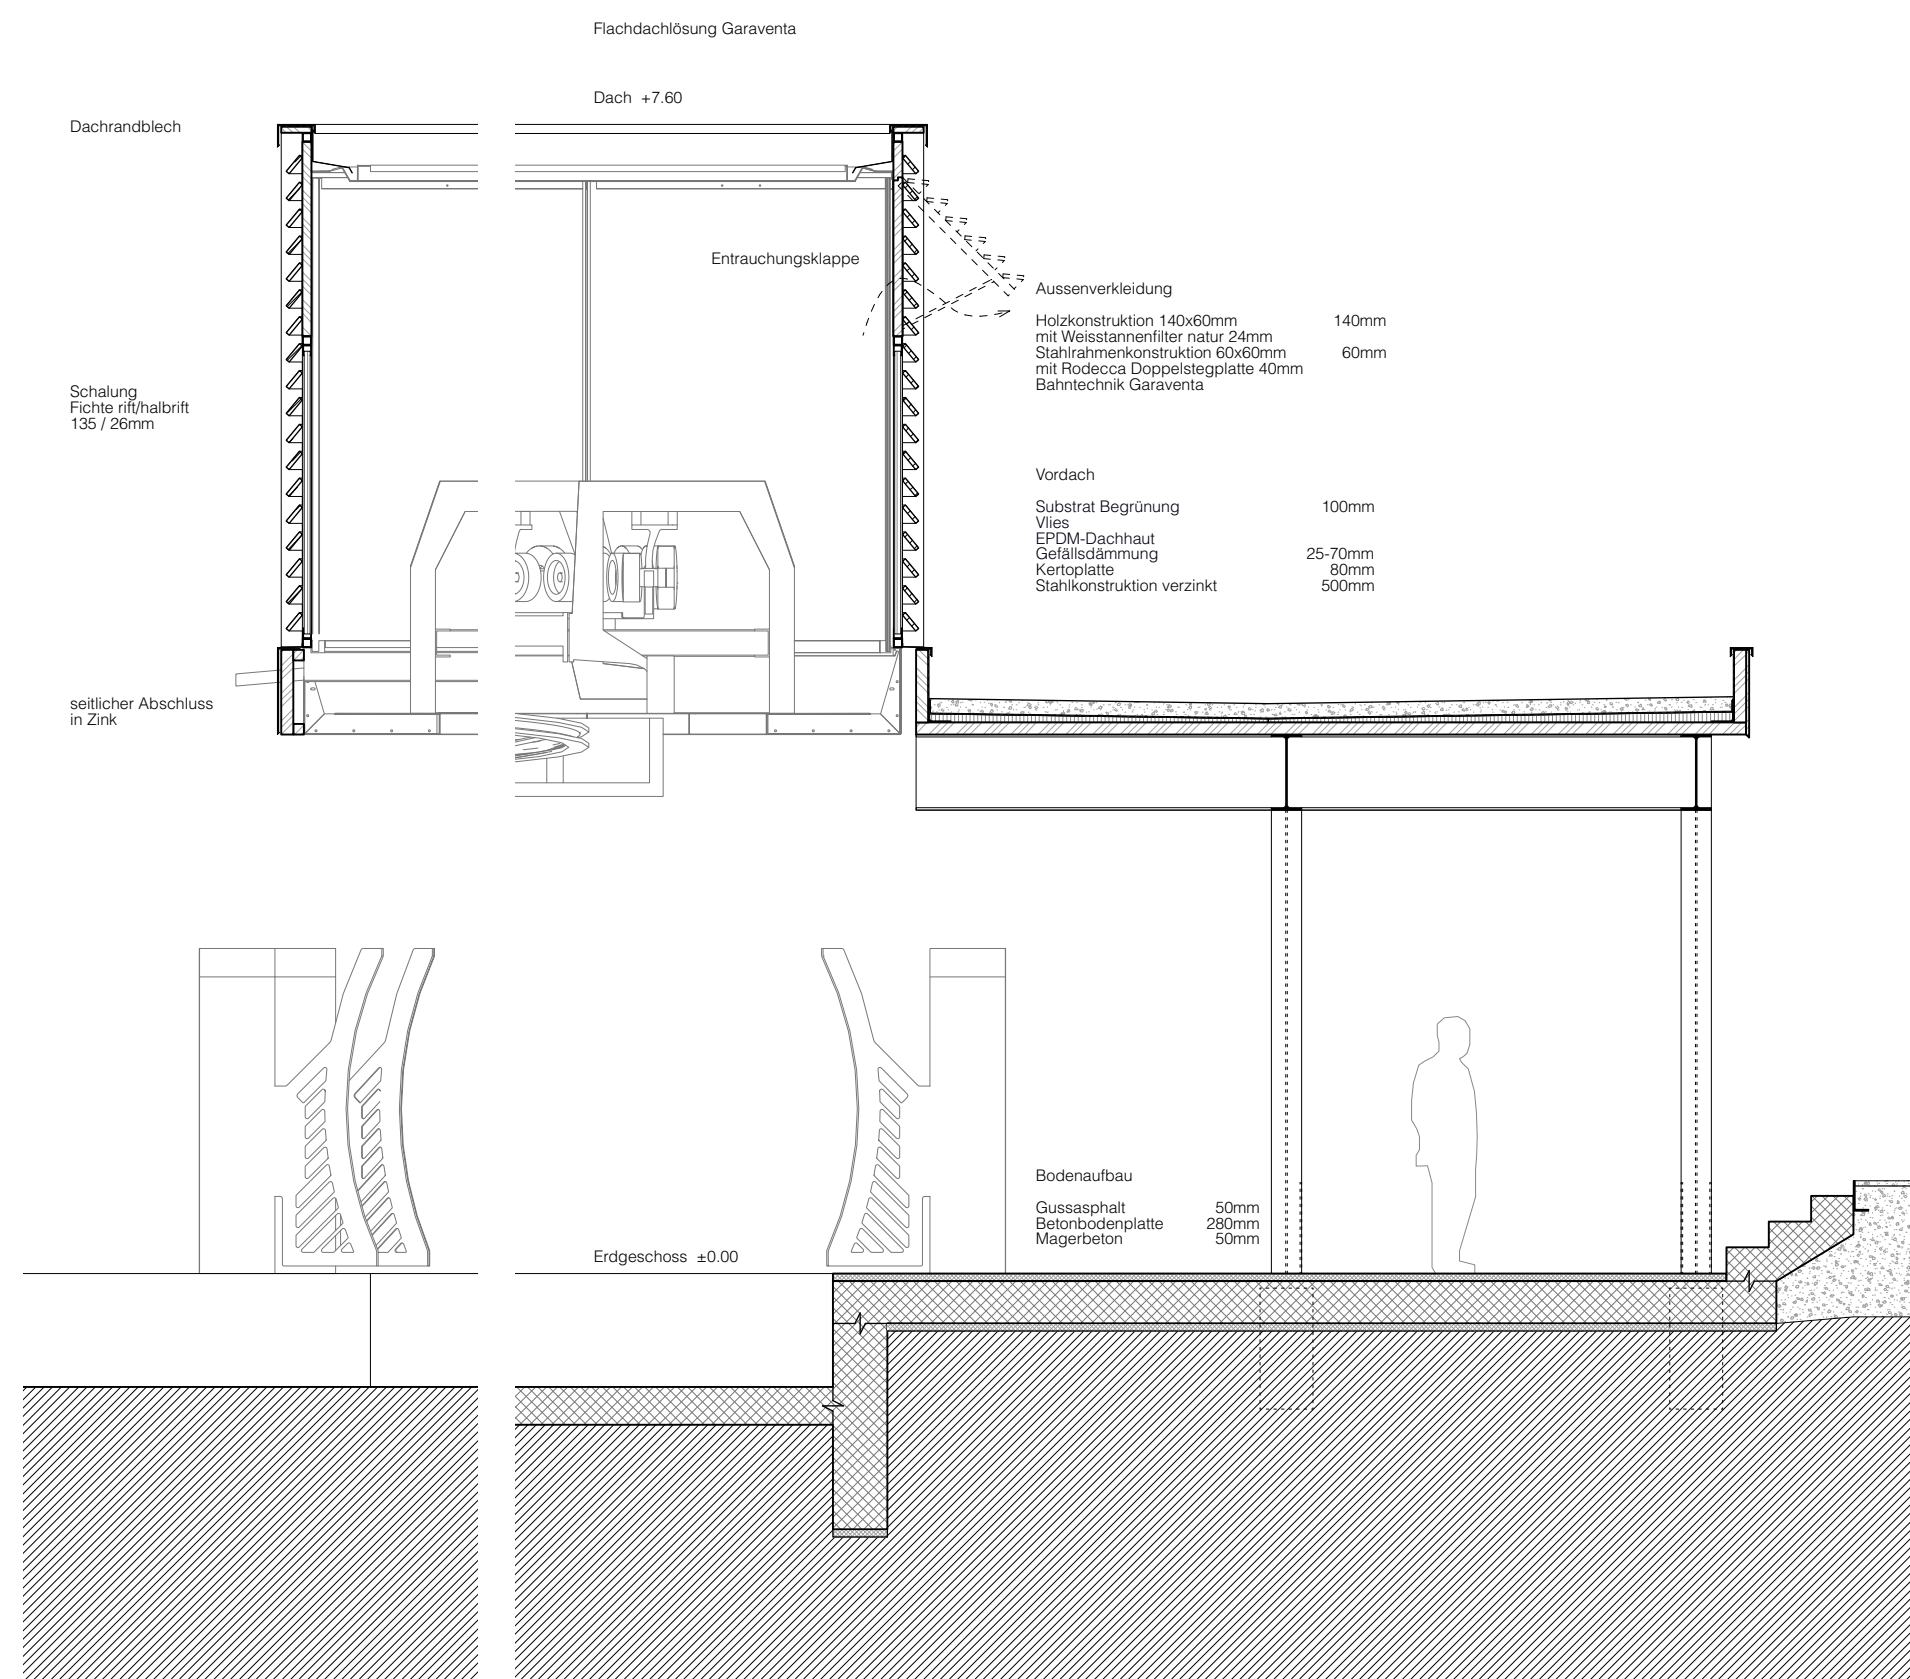 Flachdachlösung Garaventa
Dach +7.60
Dachrandblech
Entrauchungsklappe
Aussenverkleidung
Holzkonstruktion 140x60mm 140mm
mit Weisstannenfilter natur 24mm
Stahlrahmenkonstruktion 60x60mm 60mm
mit Rodecca Doppelstegplatte 40mm
Bahntechnik Garaventa
Schalung
Fichte rift/halbrift
135 / 26mm
Vordach
Substrat Begrünung 100mm
Vlies
EPDM-Dachhaut
Gefällsdämmung 25-70mm
Kertoplatte 80mm
Stahlkonstruktion verzinkt 500mm
seitlicher Abschluss
in Zink
Bodenaufbau
Gussasphalt 50mm
Betonbodenplatte 280mm
Magerbeton 50mm
Erdgeschoss ±0.00